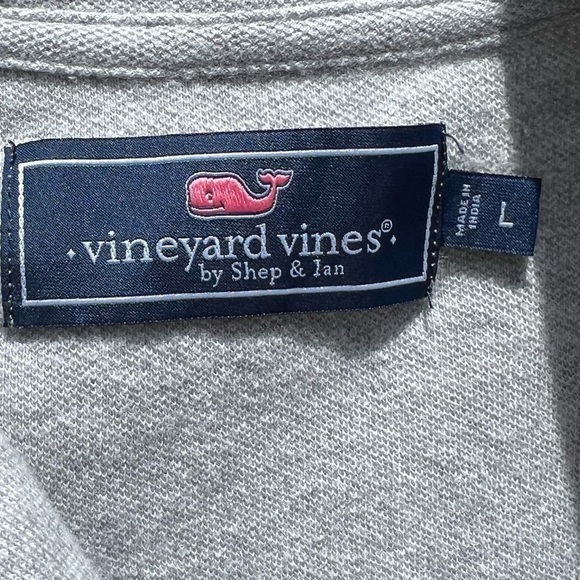 vineyard vines®
by Shep & Ian
MADE IN
INDIA
L